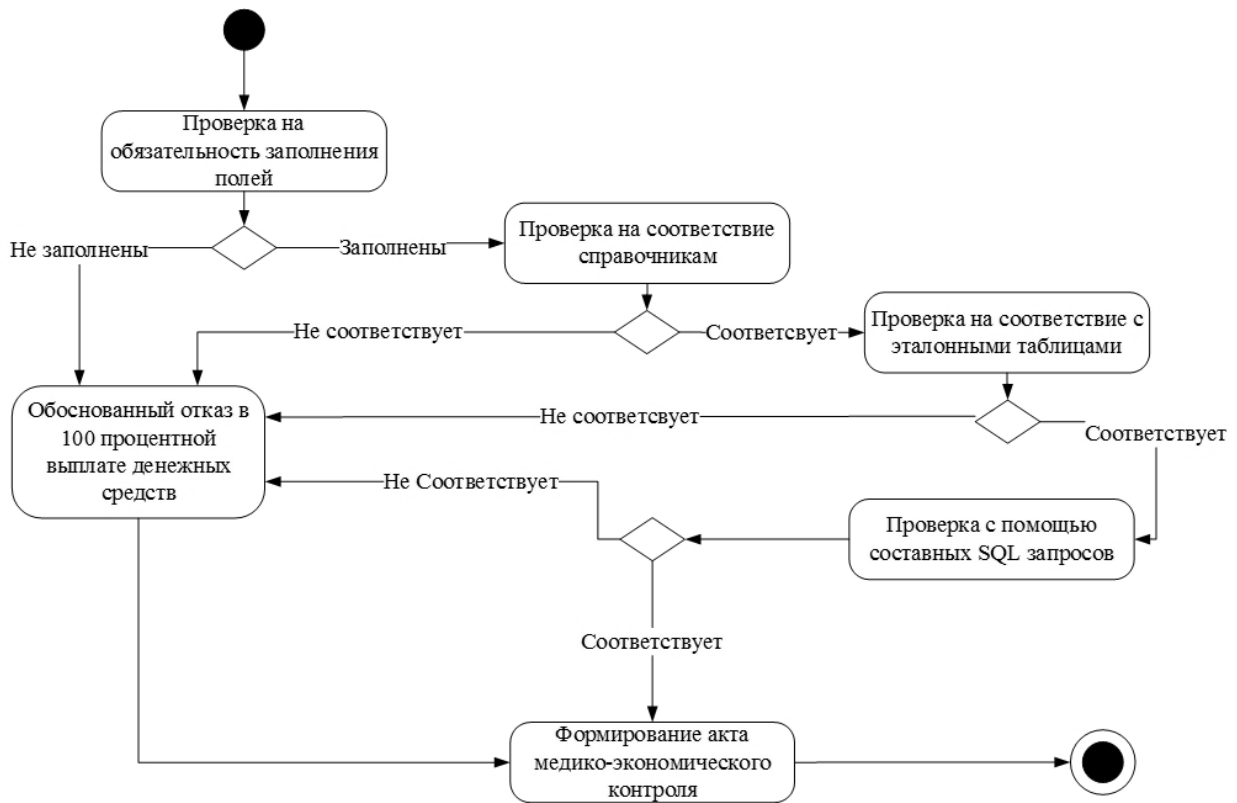 Проверка на
обязательность заполнения
полей
Не заполнены
Заполнены
Проверка на соответствие
справочникам
Не соответствует
Соответсвует
Проверка на соответствие с
эталонными таблицами
Обоснованный отказ в
100 процентной
выплате денежных
средств
Не соответсвует
Соответствует
Не Соответствует
Проверка с помощью
составных SQL запросов
Соответствует
Формирование акта
медико-экономического
контроля